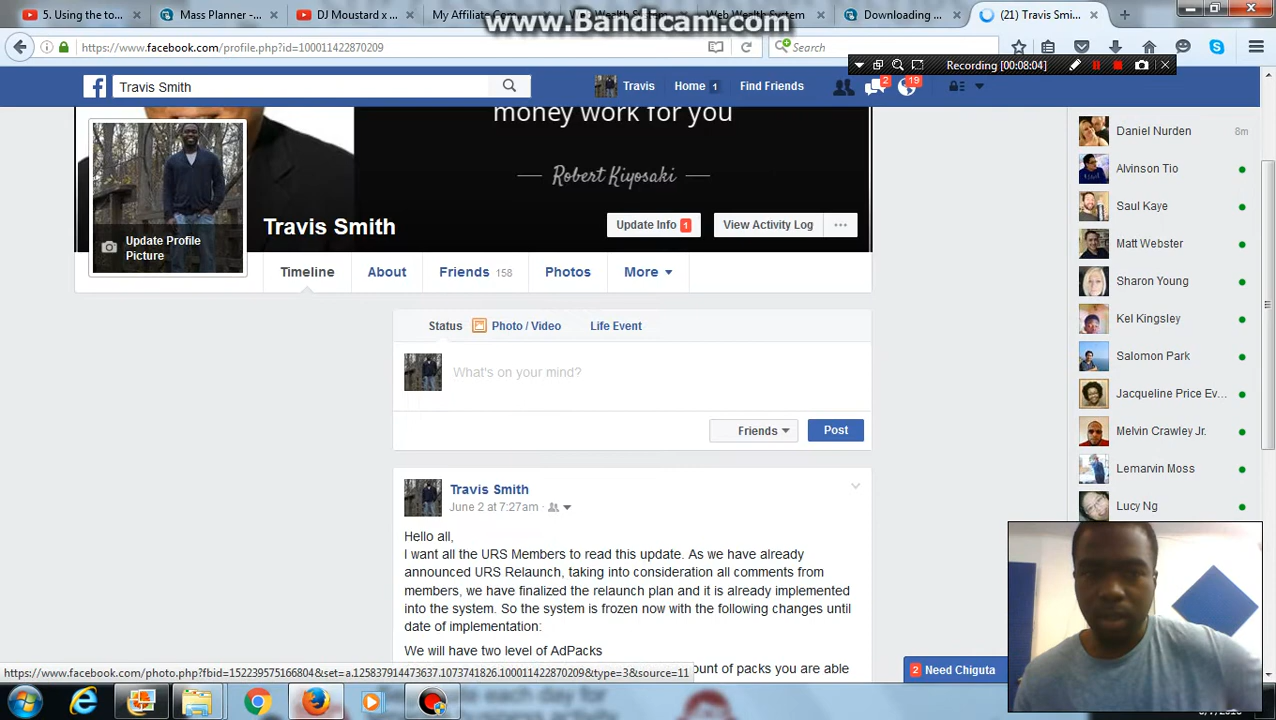 5. Using the to...
Mass Planner -...
DJ Moustard x ...
My Affiliate Com
Web Wealth System
Downloading ...
(21) Travis Smi...
www.Bandicam.com
https://www.facebook.com/profile.php?id=100011422870209
Search
Recording [00:08:04]
Travis Smith
Travis
Home 1
Find Friends
2
19
money work for you
Robert Kiyosaki
Travis Smith
Update Info 1
View Activity Log
...
Update Profile
Picture
Timeline
About
Friends 158
Photos
More
Status
Photo / Video
Life Event
What's on your mind?
Friends
Post
Travis Smith
June 2 at 7:27am
Hello all,
I want all the URS Members to read this update. As we have already
announced URS Relaunch, taking into consideration all comments from
members, we have finalized the relaunch plan and it is already implemented
into the system. So the system is frozen now with the following changes until
date of implementation:
We will have two level of AdPacks
ount of packs you are able
https://www.facebook.com/photo.php?fbid=152239575166804&set=a.125837914473637.1073741826.100011422870209&type=3&source=11
Daniel Nurden 8m
Alvinson Tio
Saul Kaye
Matt Webster
Sharon Young
Kel Kingsley
Salomon Park
Jacqueline Price Ev...
Melvin Crawley Jr.
Lemarvin Moss
Lucy Ng
2 Need Chiguta